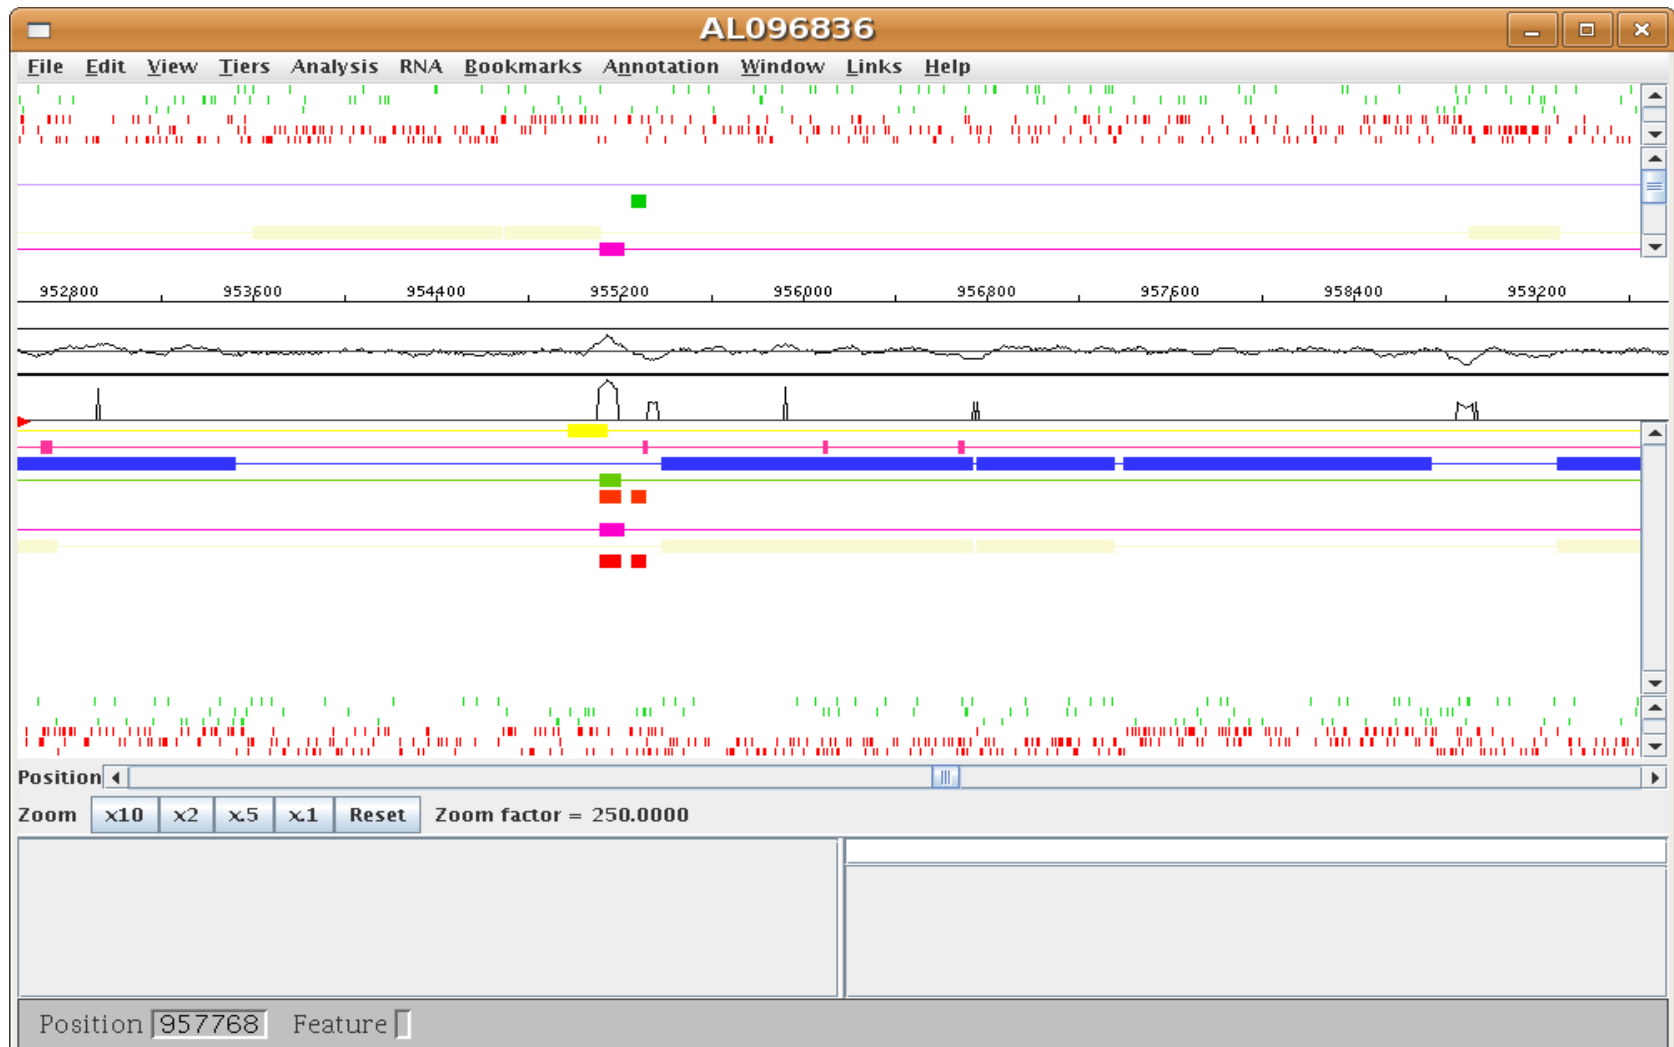 AL096836
File Edit View Tiers Analysis RNA Bookmarks Annotation Window Links Help
952800 953600 954400 955200 956000 956800 957600 958400 959200
Position
Zoom x10 x2 x.5 x.1 Reset Zoom factor = 250.0000
Position 957768 Feature